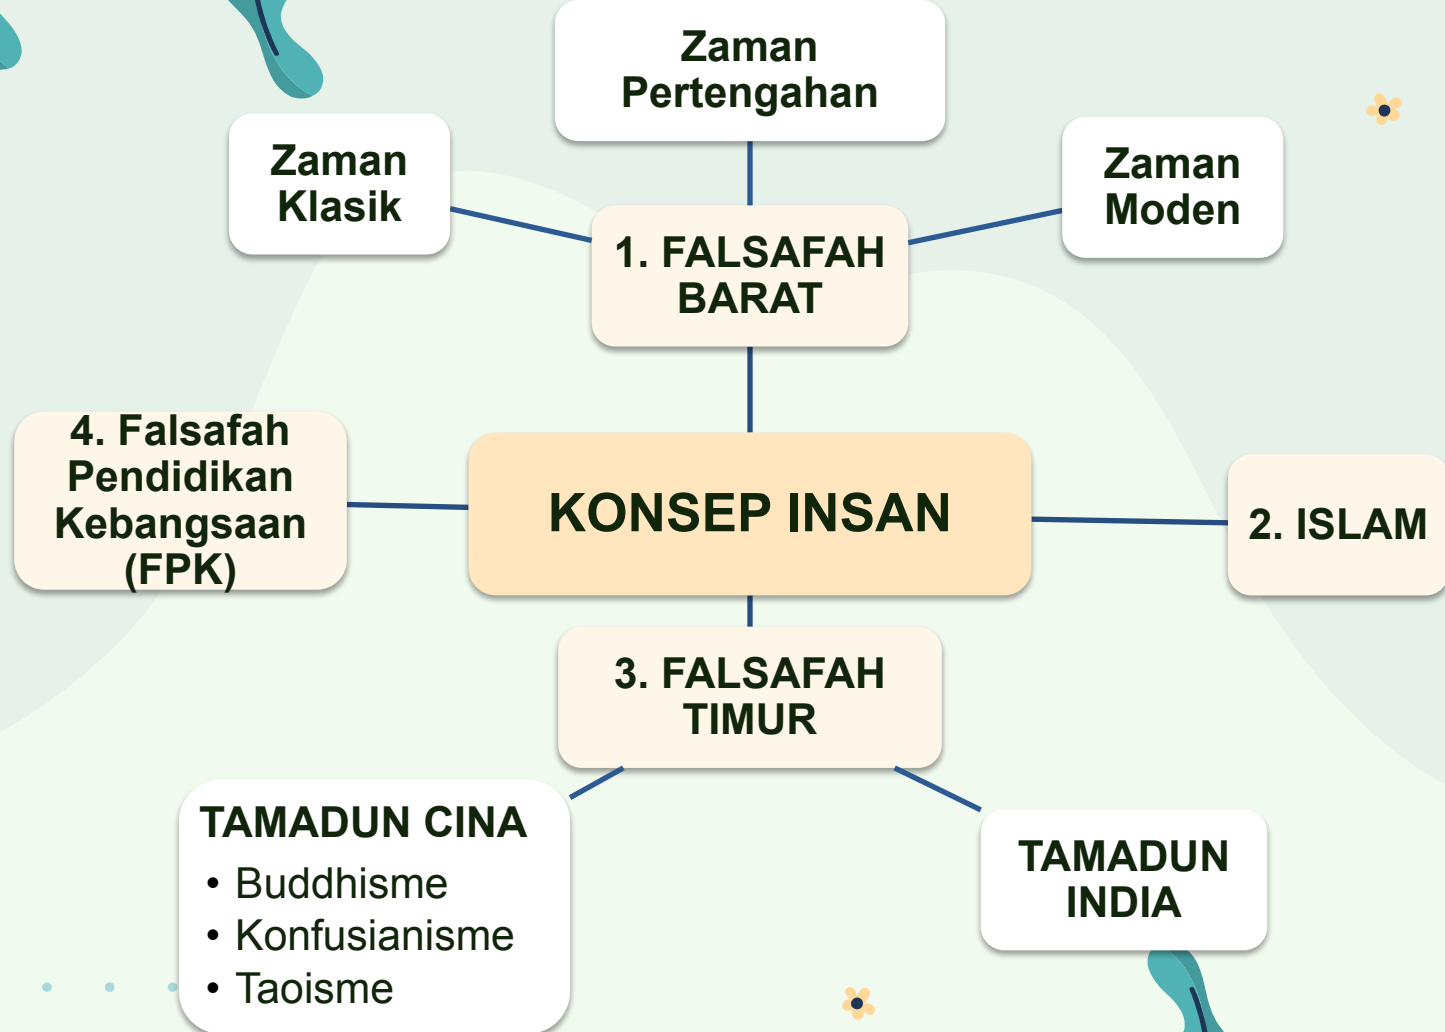 Zaman
Pertengahan
Zaman
Klasik
Zaman
Moden
1. FALSAFAH
BARAT
4. Falsafah
Pendidikan
Kebangsaan
(FPK)
KONSEP INSAN
2. ISLAM
3. FALSAFAH
TIMUR
TAMADUN CINA
• Buddhisme
• Konfusianisme
• Taoisme
TAMADUN
INDIA